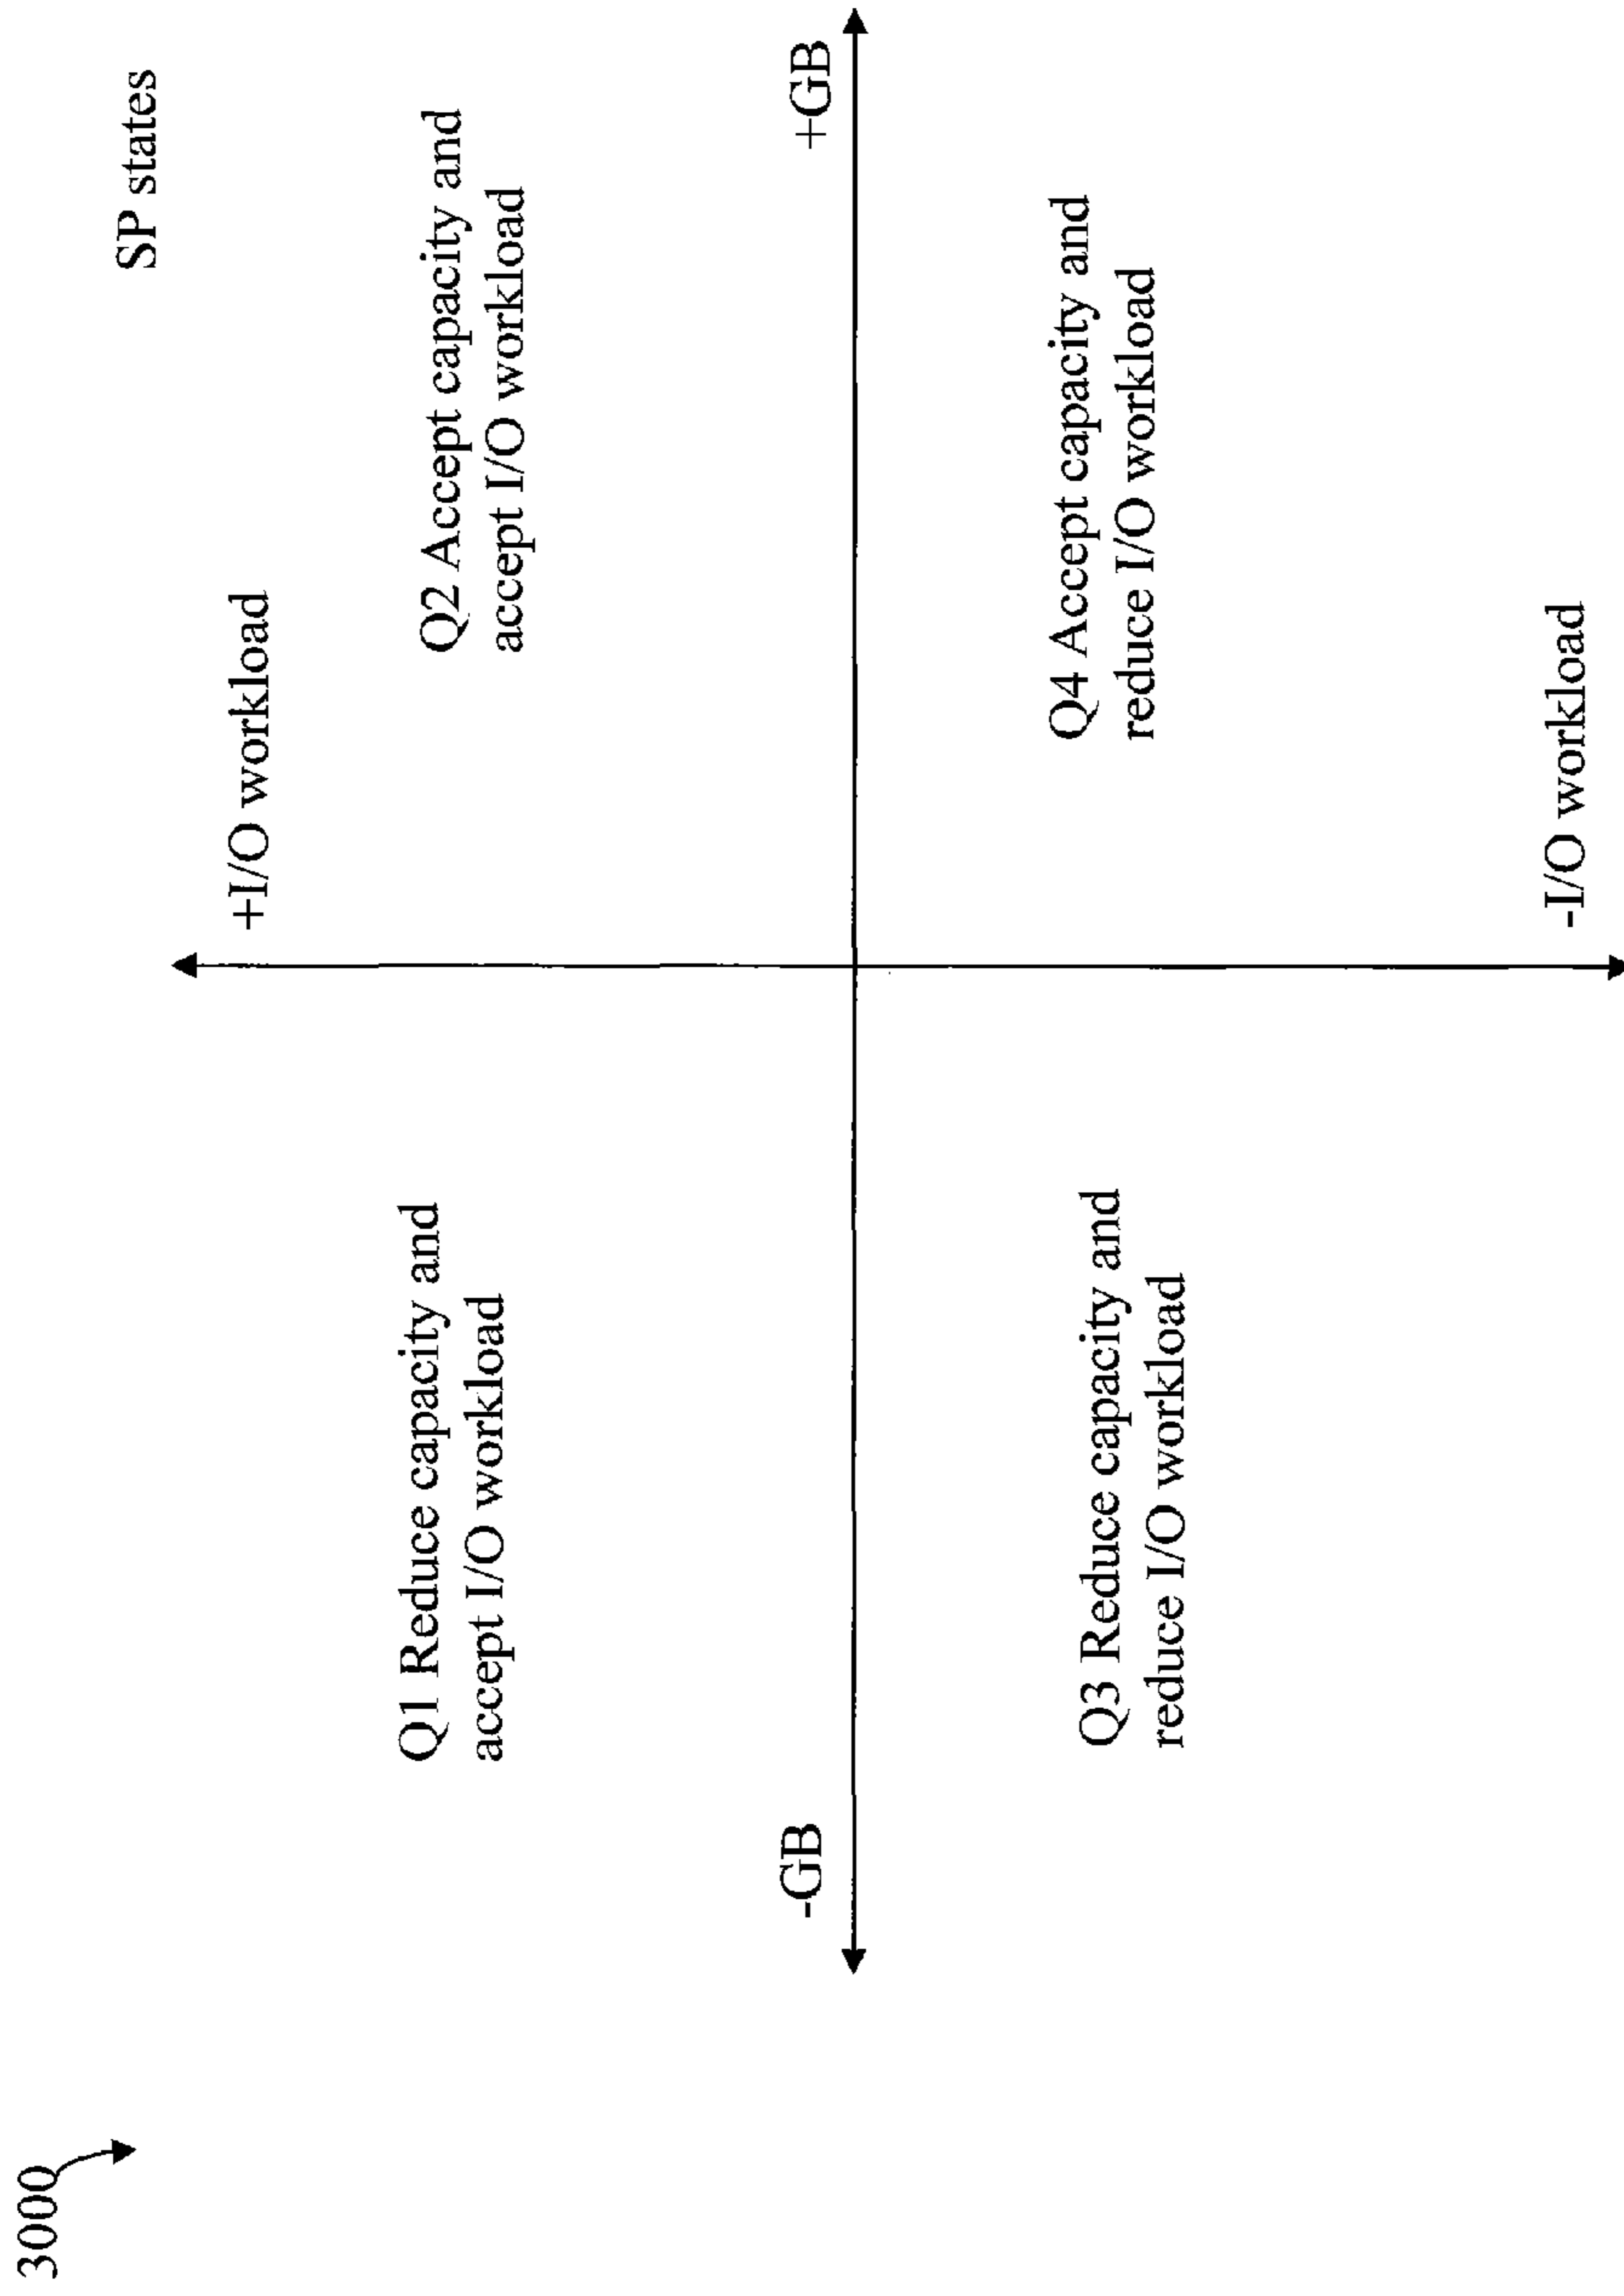 3000
SP states
+I/O workload
Q1 Reduce capacity and
accept I/O workload
Q2 Accept capacity and
accept I/O workload
-GB
+GB
Q3 Reduce capacity and
reduce I/O workload
Q4 Accept capacity and
reduce I/O workload
-I/O workload